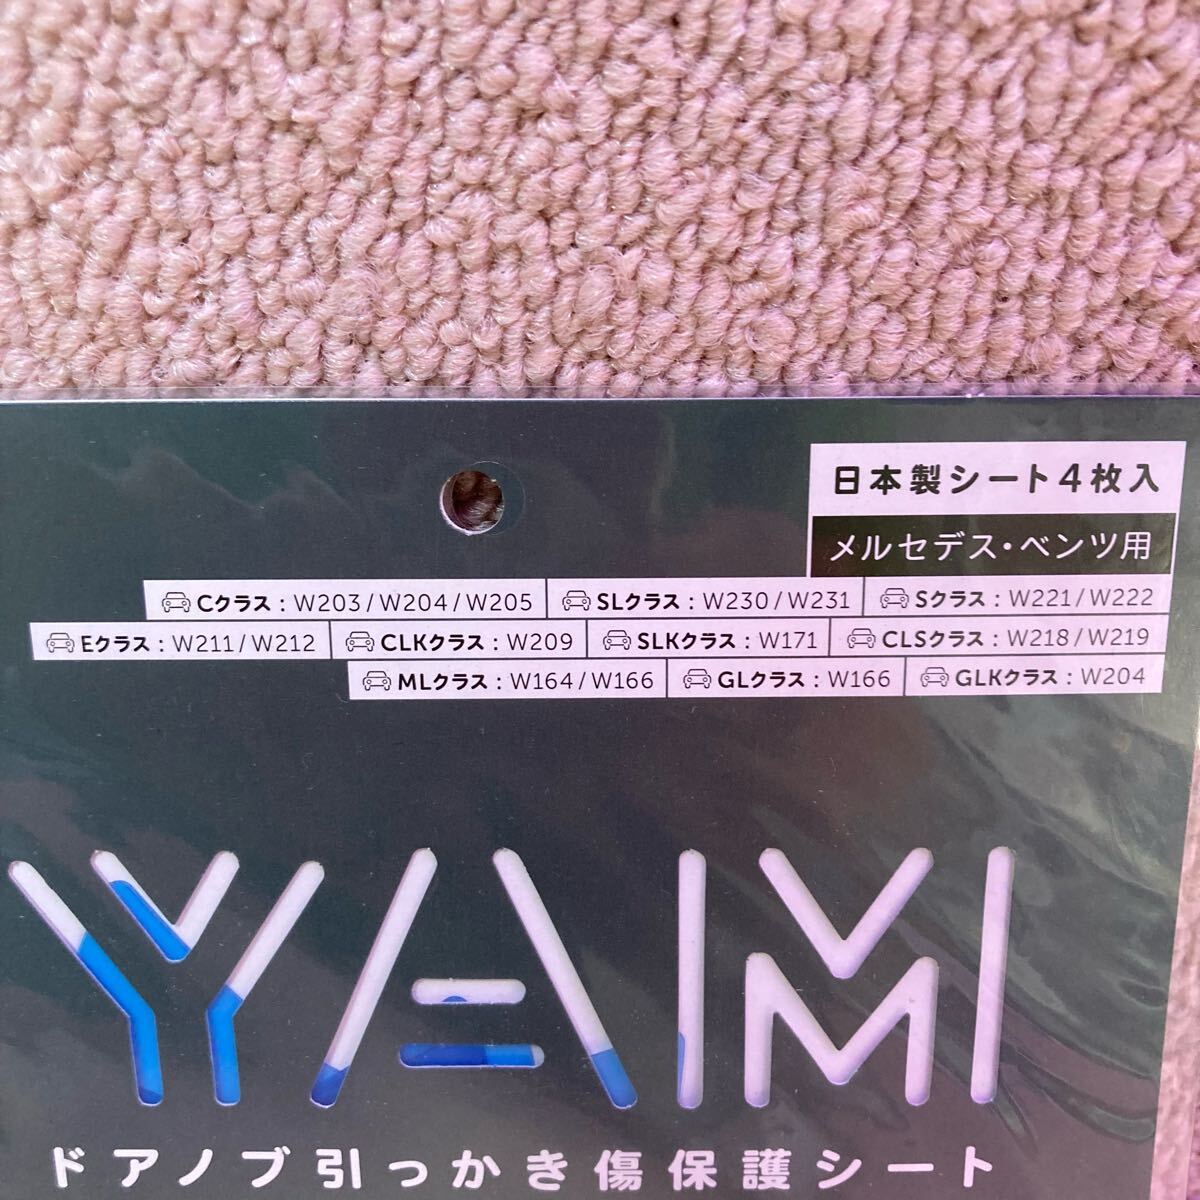 日本製シート4枚入
メルセデス・ベンツ用
Cクラス : W203 / W204 / W205 SLクラス : W230 / W231 Sクラス : W221 / W222
Eクラス : W211 / W212 CLKクラス : W209 SLKクラス : W171 CLSクラス : W218 / W219
MLクラス : W164 / W166 GLクラス : W166 GLKクラス : W204
YAM
ドアノブ引っかき傷保護シート